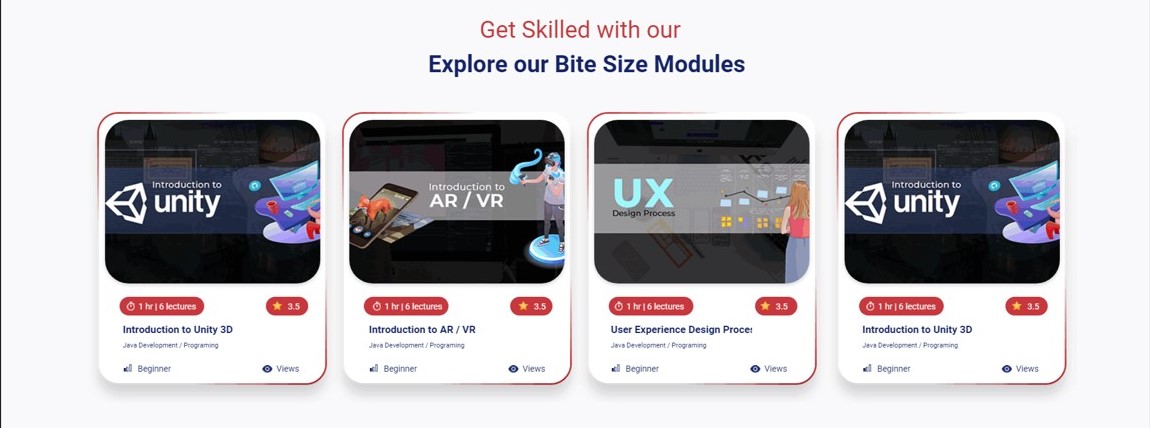 Get Skilled with our
Explore our Bite Size Modules
Introduction to
unity
1 hr | 6 lectures
3.5
Introduction to Unity 3D
Java Development / Programing
Beginner
Views
Introduction to
AR / VR
1 hr | 6 lectures
3.5
Introduction to AR / VR
Java Development / Programing
Beginner
Views
UX
Design Process
1 hr | 6 lectures
3.5
User Experience Design Proces
Java Development / Programing
Beginner
Views
Introduction to
unity
1 hr | 6 lectures
3.5
Introduction to Unity 3D
Java Development / Programing
Beginner
Views